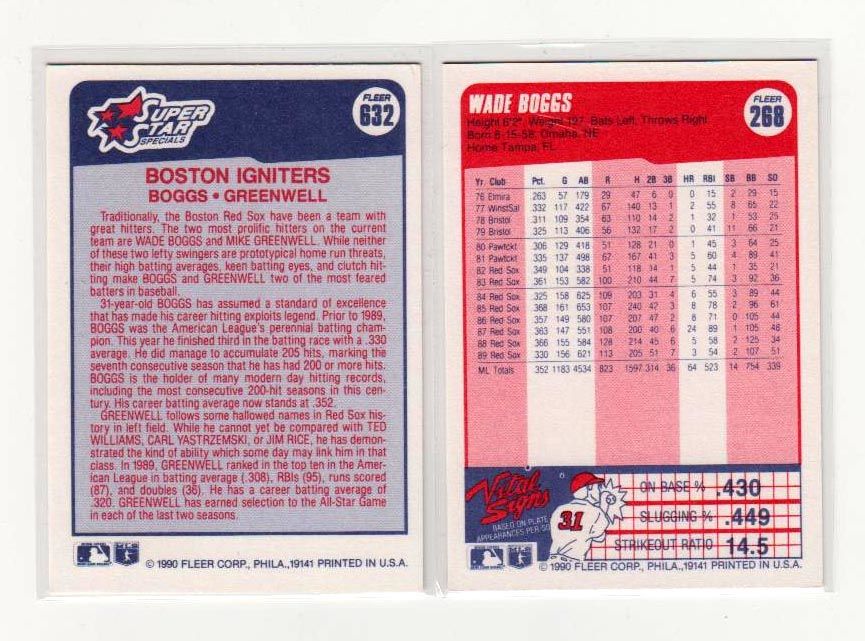 SUPER
STAR
SPECIALS
FLEER
632
BOSTON IGNITERS
BOGGS • GREENWELL
Traditionally, the Boston Red Sox have been a team with
great hitters. The two most prolific hitters on the current
team are WADE BOGGS and MIKE GREENWELL. While neither
of these two lefty swingers are prototypical home run threats,
their high batting averages, keen batting eyes, and clutch hit-
ting make BOGGS and GREENWELL two of the most feared
batters in baseball.
31-year-old BOGGS has assumed a standard of excellence
that has made his career hitting exploits legend. Prior to 1989,
BOGGS was the American League's perennial batting cham-
pion. This year he finished third in the batting race with a .330
average. He did manage to accumulate 205 hits, marking the
seventh consecutive season that he has had 200 or more hits.
BOGGS is the holder of many modern day hitting records,
including the most consecutive 200-hit seasons in this cen-
tury. His career batting average now stands at .352.
GREENWELL follows some hallowed names in Red Sox his-
tory in left field. While he cannot yet be compared with TED
WILLIAMS, CARL YASTRZEMSKI, or JIM RICE, he has demon-
strated the kind of ability which some day may link him in that
class. In 1989, GREENWELL ranked in the top ten in the Amer-
ican League in batting average (.308), RBIs (95), runs scored
(87), and doubles (36). He has a career batting average of
.320. GREENWELL has earned selection to the All-Star Game
in each of the last two seasons.
© 1990 FLEER CORP., PHILA., 19141 PRINTED IN U.S.A.
WADE BOGGS
Height 6'2" Weight 197 Bats Left, Throws Right
Born 6-15-58, Omaha, NE
Home Tampa, FL
FLEER
268
Yr. Club Pct. G AB R H 2B 3B HR RBI SB BB SO
76 Elmira 263 57 179 29 47 6 0 0 15 2 29 15
77 WinstSal .332 117 422 67 140 13 1 2 55 8 65 22
78 Bristol .311 109 354 63 110 14 2 1 32 1 53 25
79 Bristol .325 113 406 56 132 17 2 0 41 11 66 21
80 Pawtckt .306 129 418 51 128 21 0 1 45 3 64 25
81 Pawtckt .335 137 498 67 167 41 3 5 60 4 89 41
82 Red Sox .349 104 338 51 118 14 1 5 44 1 35 21
83 Red Sox .361 153 582 100 210 44 7 5 74 3 92 36
84 Red Sox .325 158 625 109 203 31 4 6 55 3 89 44
85 Red Sox .368 161 653 107 240 42 3 8 78 2 96 61
86 Red Sox .357 149 580 107 207 47 2 8 71 0 105 44
87 Red Sox .363 147 551 108 200 40 6 24 89 1 105 48
88 Red Sox .366 155 584 128 214 45 6 5 58 2 125 34
89 Red Sox .330 156 621 113 205 51 7 3 54 2 107 51
ML Totals .352 1183 4534 823 1597 314 36 64 523 14 754 339
Vital
Signs
BASED ON PLATE
APPEARANCES PER SO
31
ON BASE % .430
SLUGGING % .449
STRIKEOUT RATIO 14.5
© 1990 FLEER CORP., PHILA., 19141 PRINTED IN U.S.A.